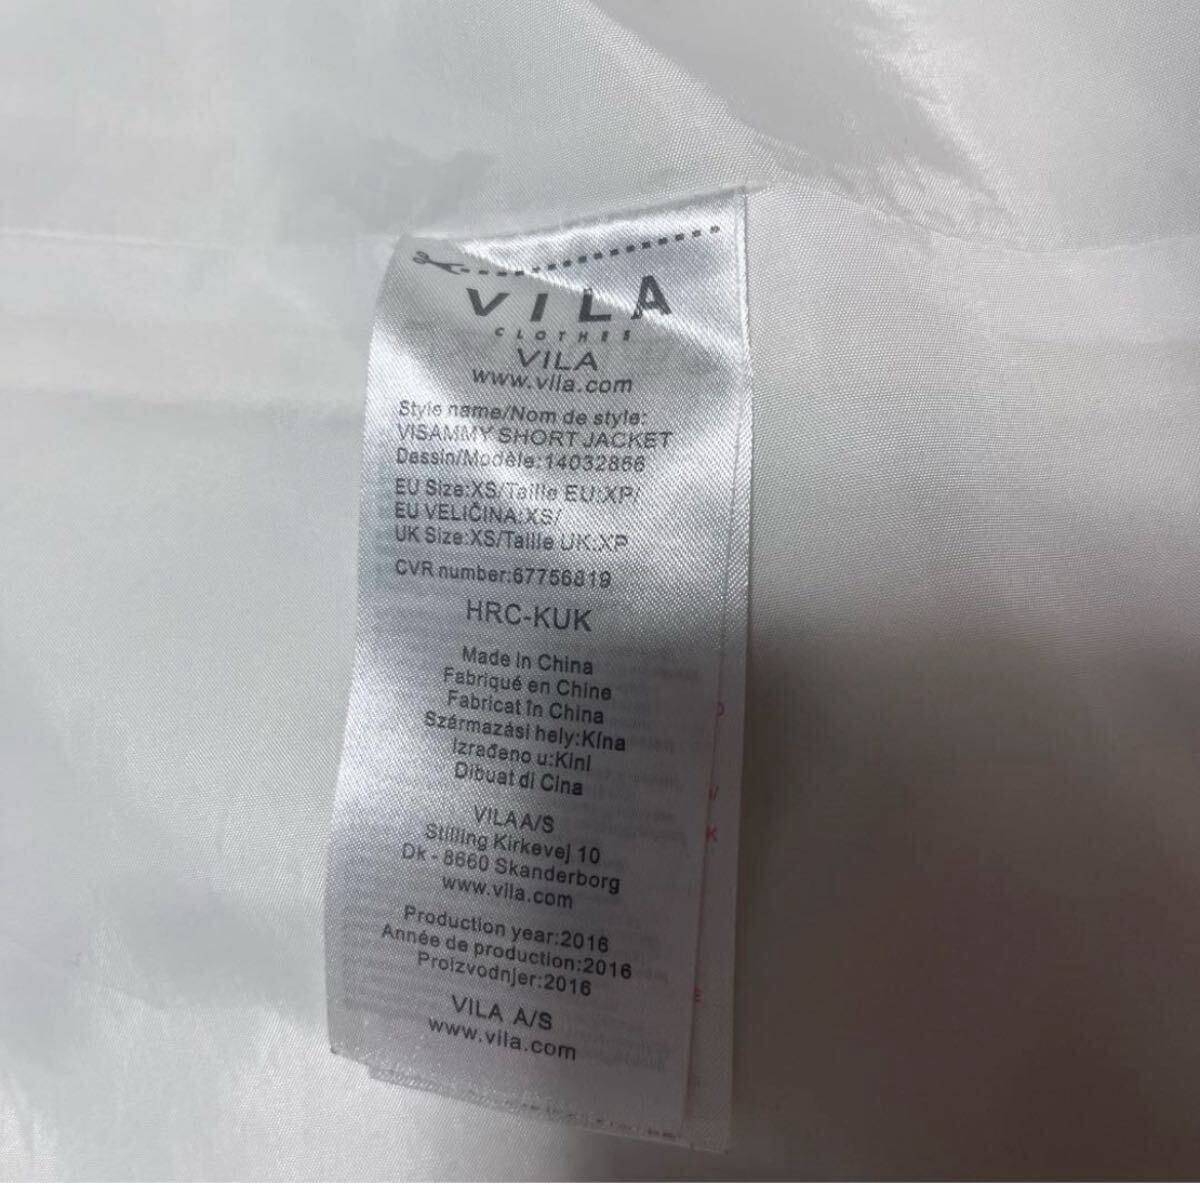 VILA
CLOTHES
VILA
www.vila.com
Style name/Nom de style:
VISAMMY SHORT JACKET
Dessin/Modèle:14032866
EU Size:XS/Taille EU:XP/
EU VELIČINA:XS/
UK Size:XS/Taille UK:XP
CVR number:67756819
HRC-KUK
Made in China
Fabriqué en Chine
Fabricat în China
Származási hely:Kína
Izrađeno u:Kini
Dibuat di Cina
VILA A/S
Stilling Kirkevej 10
Dk - 8660 Skanderborg
www.vila.com
Production year:2016
Année de production:2016
Proizvodnjer:2016
VILA A/S
www.vila.com